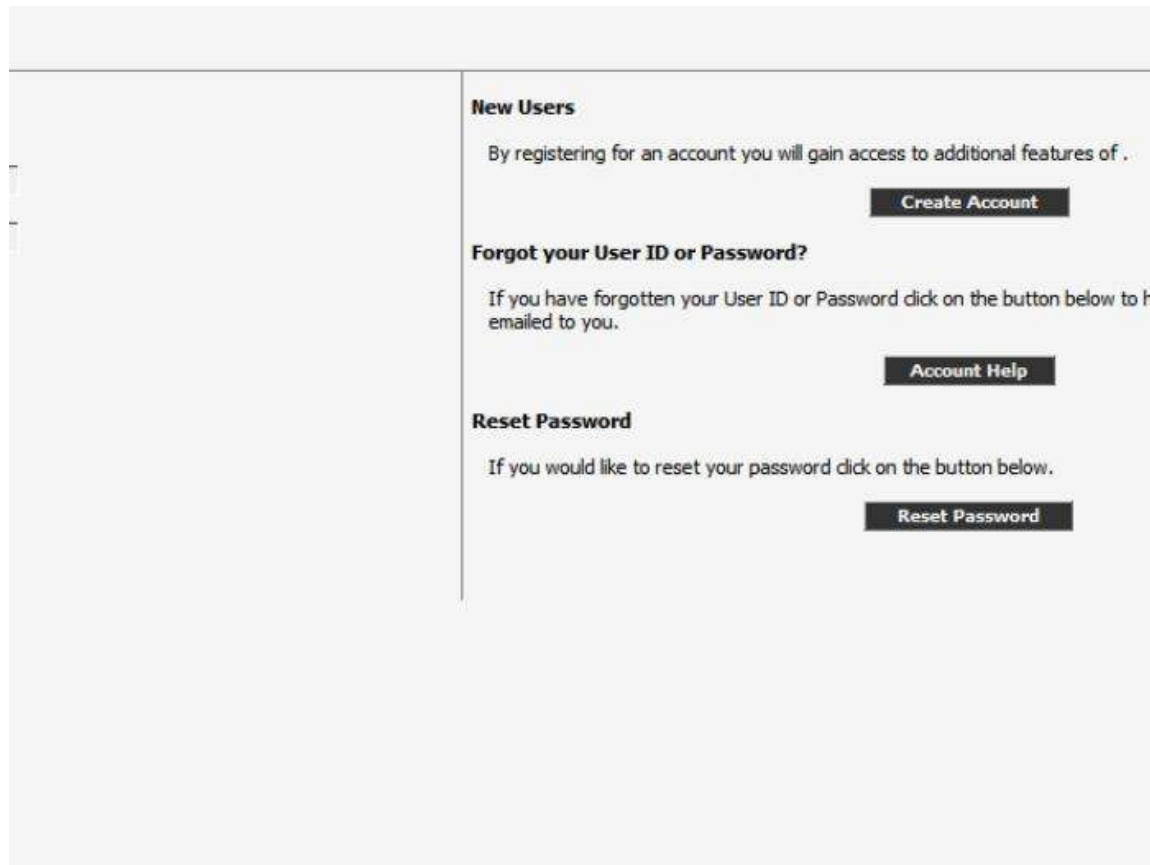 New Users
By registering for an account you will gain access to additional features of .
Create Account
Forgot your User ID or Password?
If you have forgotten your User ID or Password click on the button below to
emailed to you.
Account Help
Reset Password
If you would like to reset your password click on the button below.
Reset Password